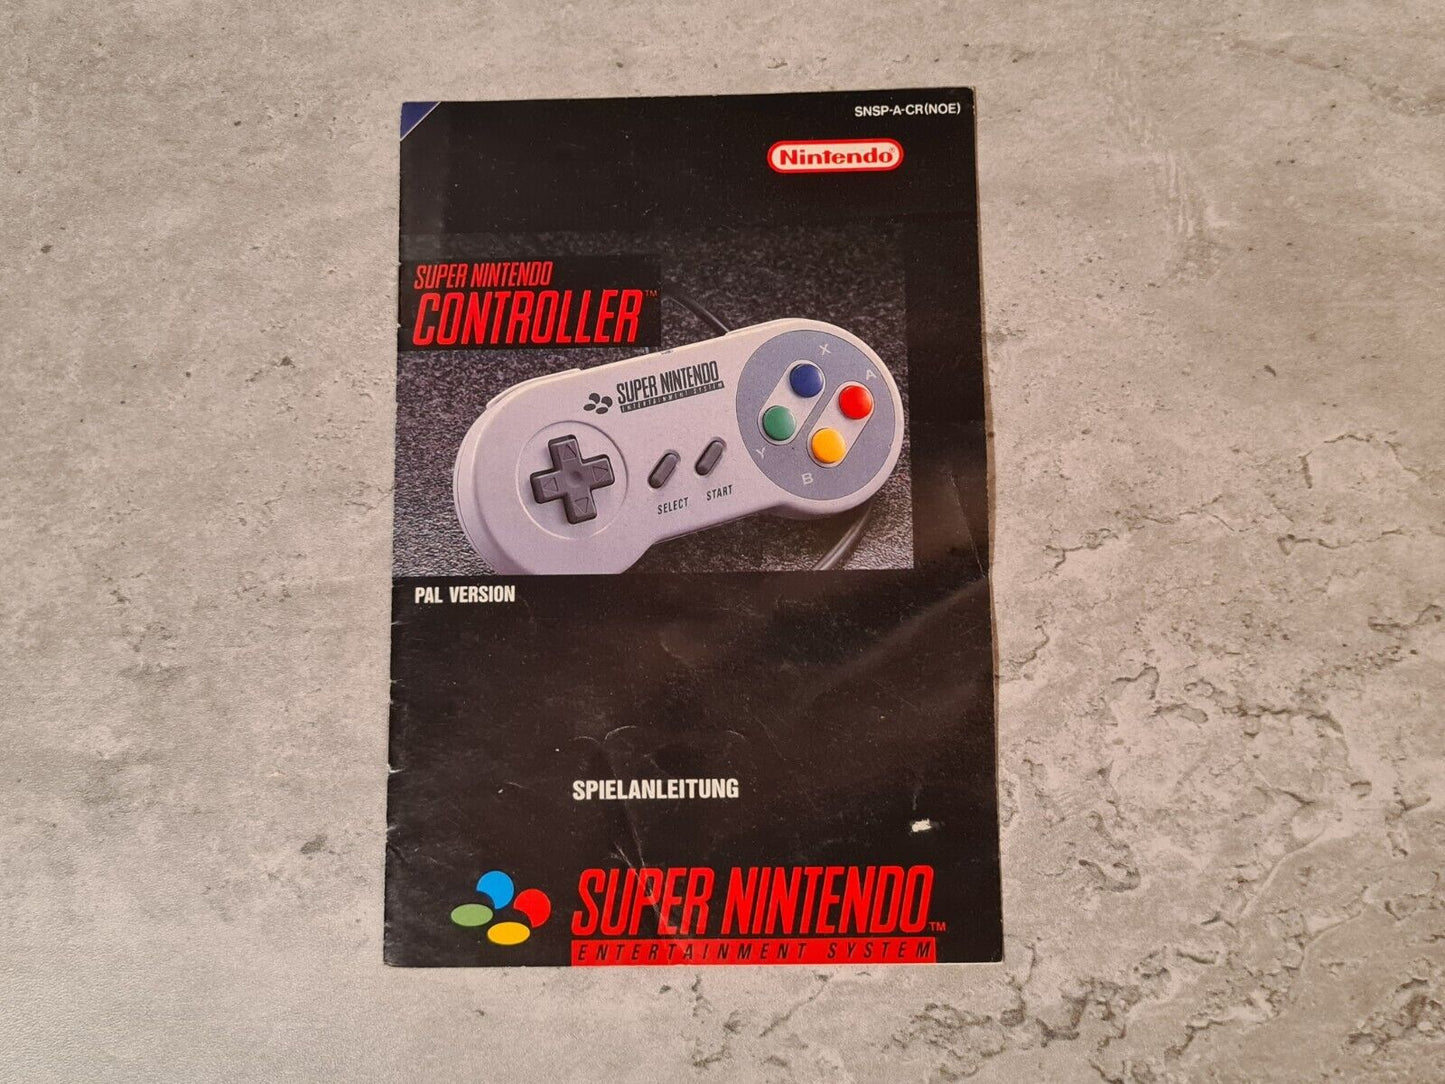 SNSP-A-CR(NOE)
Nintendo®
SUPER NINTENDO
CONTROLLER™
SUPER NINTENDO
ENTERTAINMENT SYSTEM
X
A
Y
B
SELECT START
PAL VERSION
SPIELANLEITUNG
SUPER NINTENDO™
ENTERTAINMENT SYSTEM